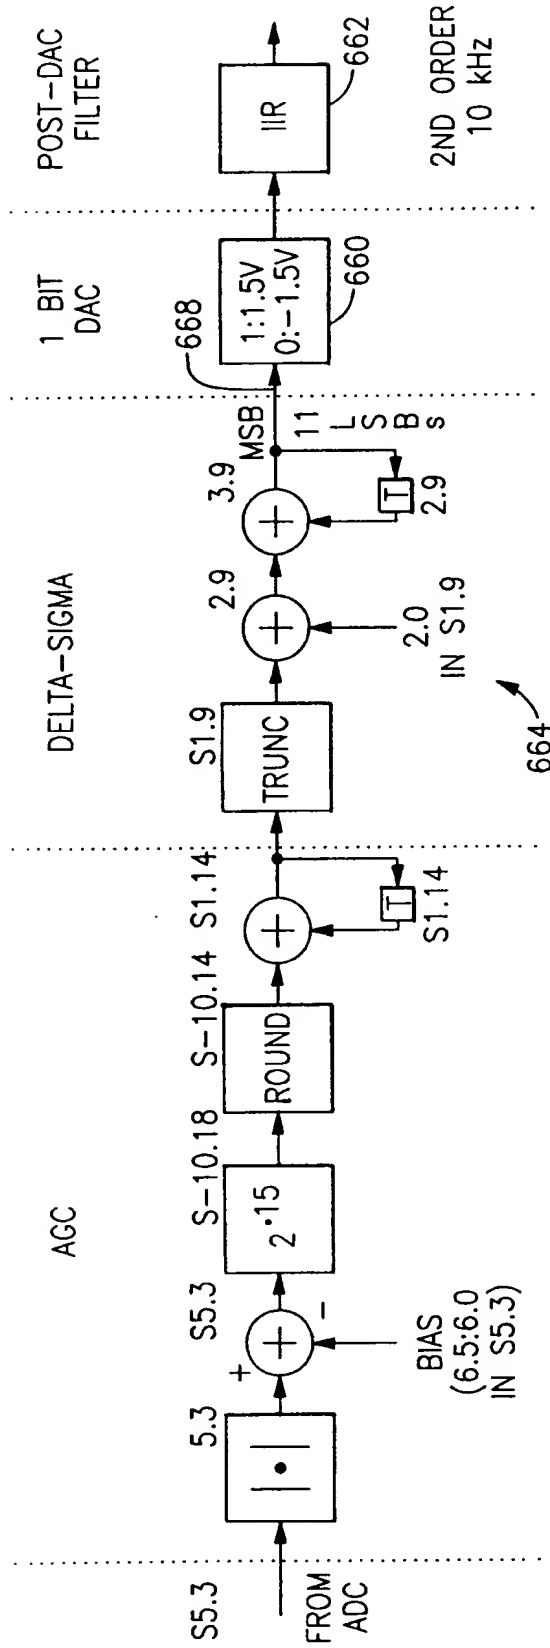 AGC
DELTA-SIGMA
1 BIT
DAC
POST-DAC
FILTER
S5.3
FROM
ADC
5.3
|•|
+
+
-
BIAS
(6.5:6.0
IN S5.3)
S5.3
2•15
S-10.18
ROUND
S-10.14
+
S1.14
T
S1.14
TRUNC
S1.9
+
2.9
2.0
IN S1.9
+
3.9
T
2.9
MSB
11
L
S
B
s
668
1:1.5V
0:-1.5V
660
IIR
662
2ND ORDER
10 kHz
664